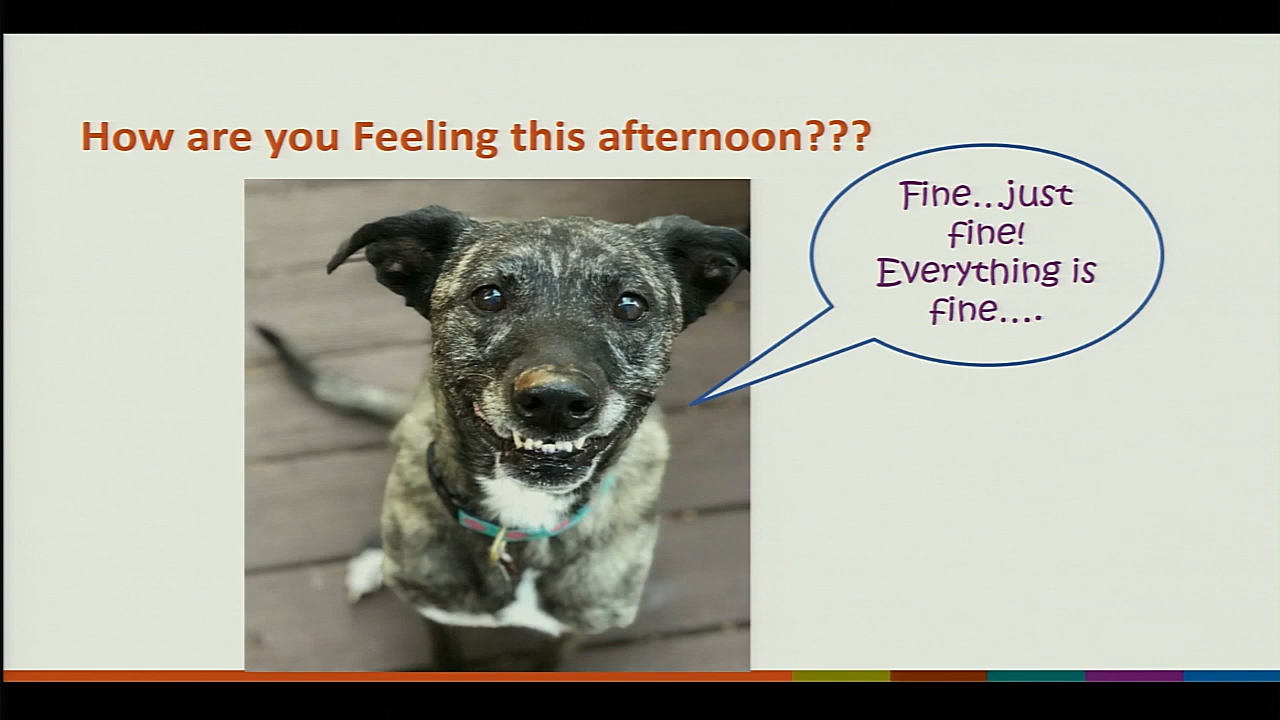 How are you Feeling this afternoon???
Fine...just
fine!
Everything is
fine....